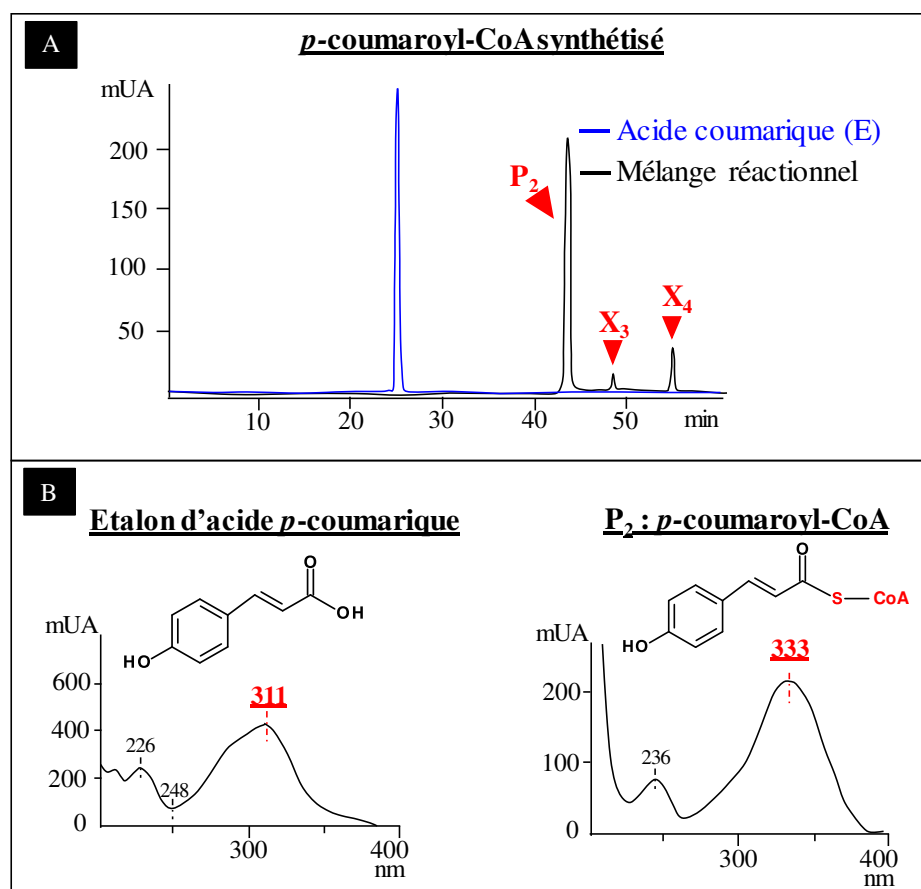 A
p-coumaroyl-CoA synthétisé
mUA
200
150
100
50
10
20
30
40
50
min
Acide coumarique (E)
Mélange réactionnel
P2
X3
X4
B
Etalon d'acide p-coumarique
P2 : p-coumaroyl-CoA
O
OH
HO
O
S
CoA
HO
mUA
600
400
200
0
226
248
311
300
400
nm
mUA
200
100
0
236
333
300
400
nm